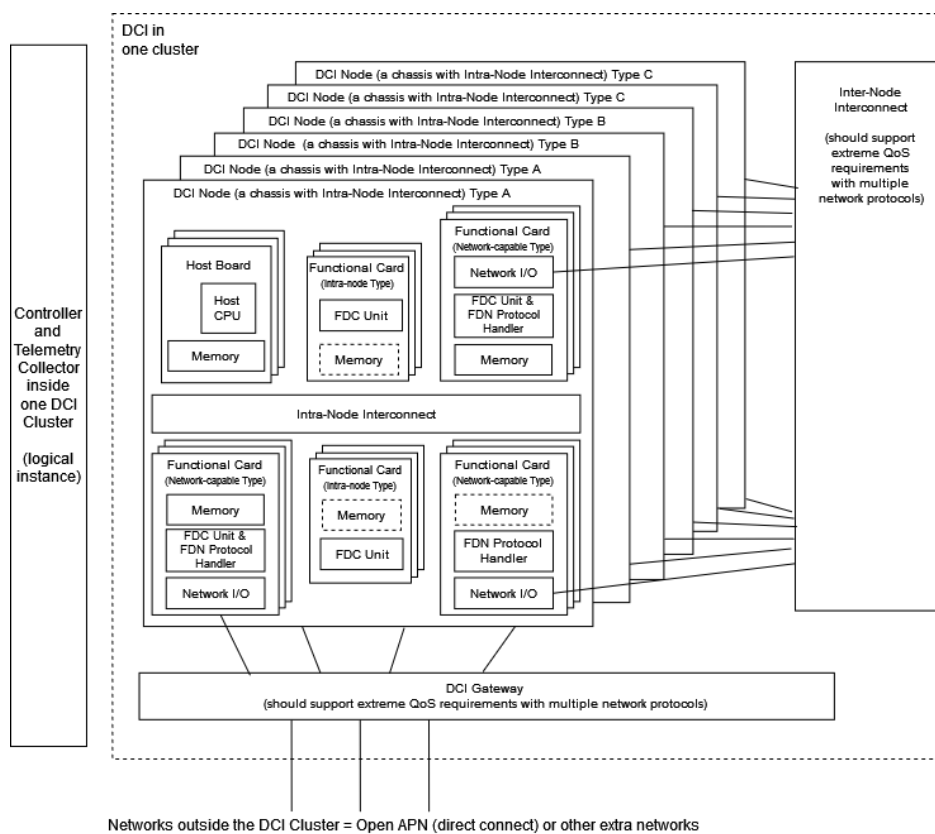 DCI in
one cluster
DCI Node (a chassis with Intra-Node Interconnect) Type C
DCI Node (a chassis with Intra-Node Interconnect) Type C
DCI Node (a chassis with Intra-Node Interconnect) Type B
DCI Node (a chassis with Intra-Node Interconnect) Type B
DCI Node (a chassis with Intra-Node Interconnect) Type A
DCI Node (a chassis with Intra-Node Interconnect) Type A
Controller
and
Telemetry
Collector
inside
one DCI
Cluster
(logical
instance)
Host Board
Host
CPU
Memory
Functional Card
(Intra-node Type)
FDC Unit
Memory
Functional Card
(Network-capable Type)
Network I/O
FDC Unit &
FDN Protocol
Handler
Memory
Intra-Node Interconnect
Functional Card
(Network-capable Type)
Memory
FDC Unit &
FDN Protocol
Handler
Network I/O
Functional Card
(Intra-node Type)
Memory
FDC Unit
Functional Card
(Network-capable Type)
Memory
FDN Protocol
Handler
Network I/O
Inter-Node
Interconnect
(should support
extreme QoS
requirements
with multiple
network protocols)
DCI Gateway
(should support extreme QoS requirements with multiple network protocols)
Networks outside the DCI Cluster = Open APN (direct connect) or other extra networks